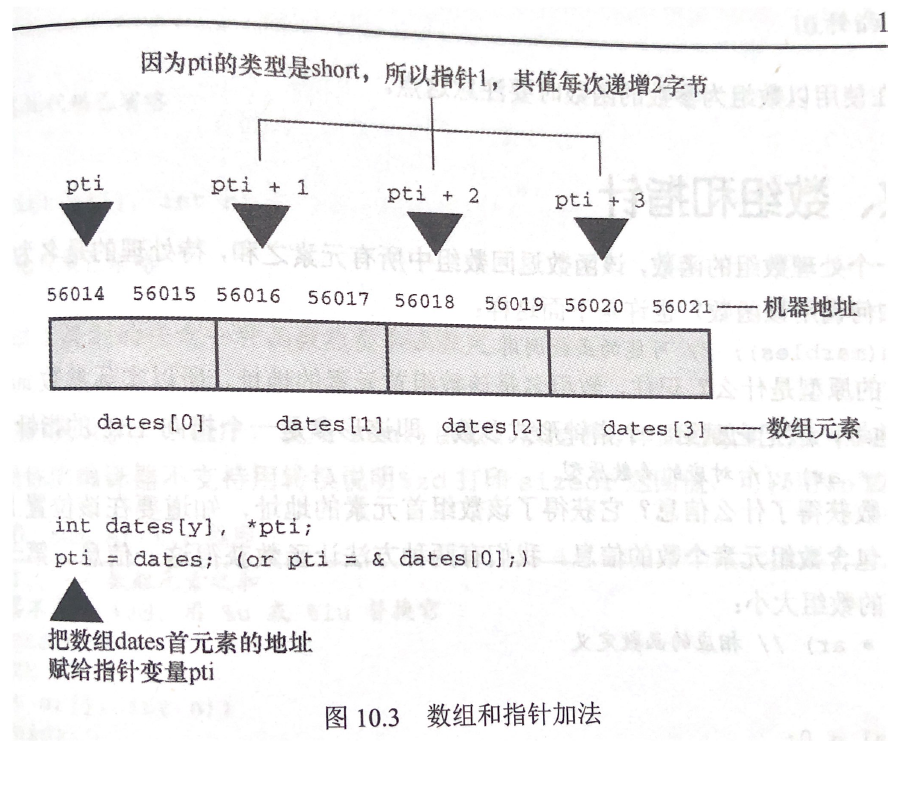 1
因为pti的类型是short，所以指针1，其值每次递增2字节
pti pti + 1 pti + 2 pti + 3
56014 56015 56016 56017 56018 56019 56020 56021 机器地址
dates[0] dates[1] dates[2] dates[3] 数组元素
int dates[y], *pti;
pti = dates; (or pti = & dates[0];)
把数组dates首元素的地址
赋给指针变量pti
图 10.3 数组和指针加法